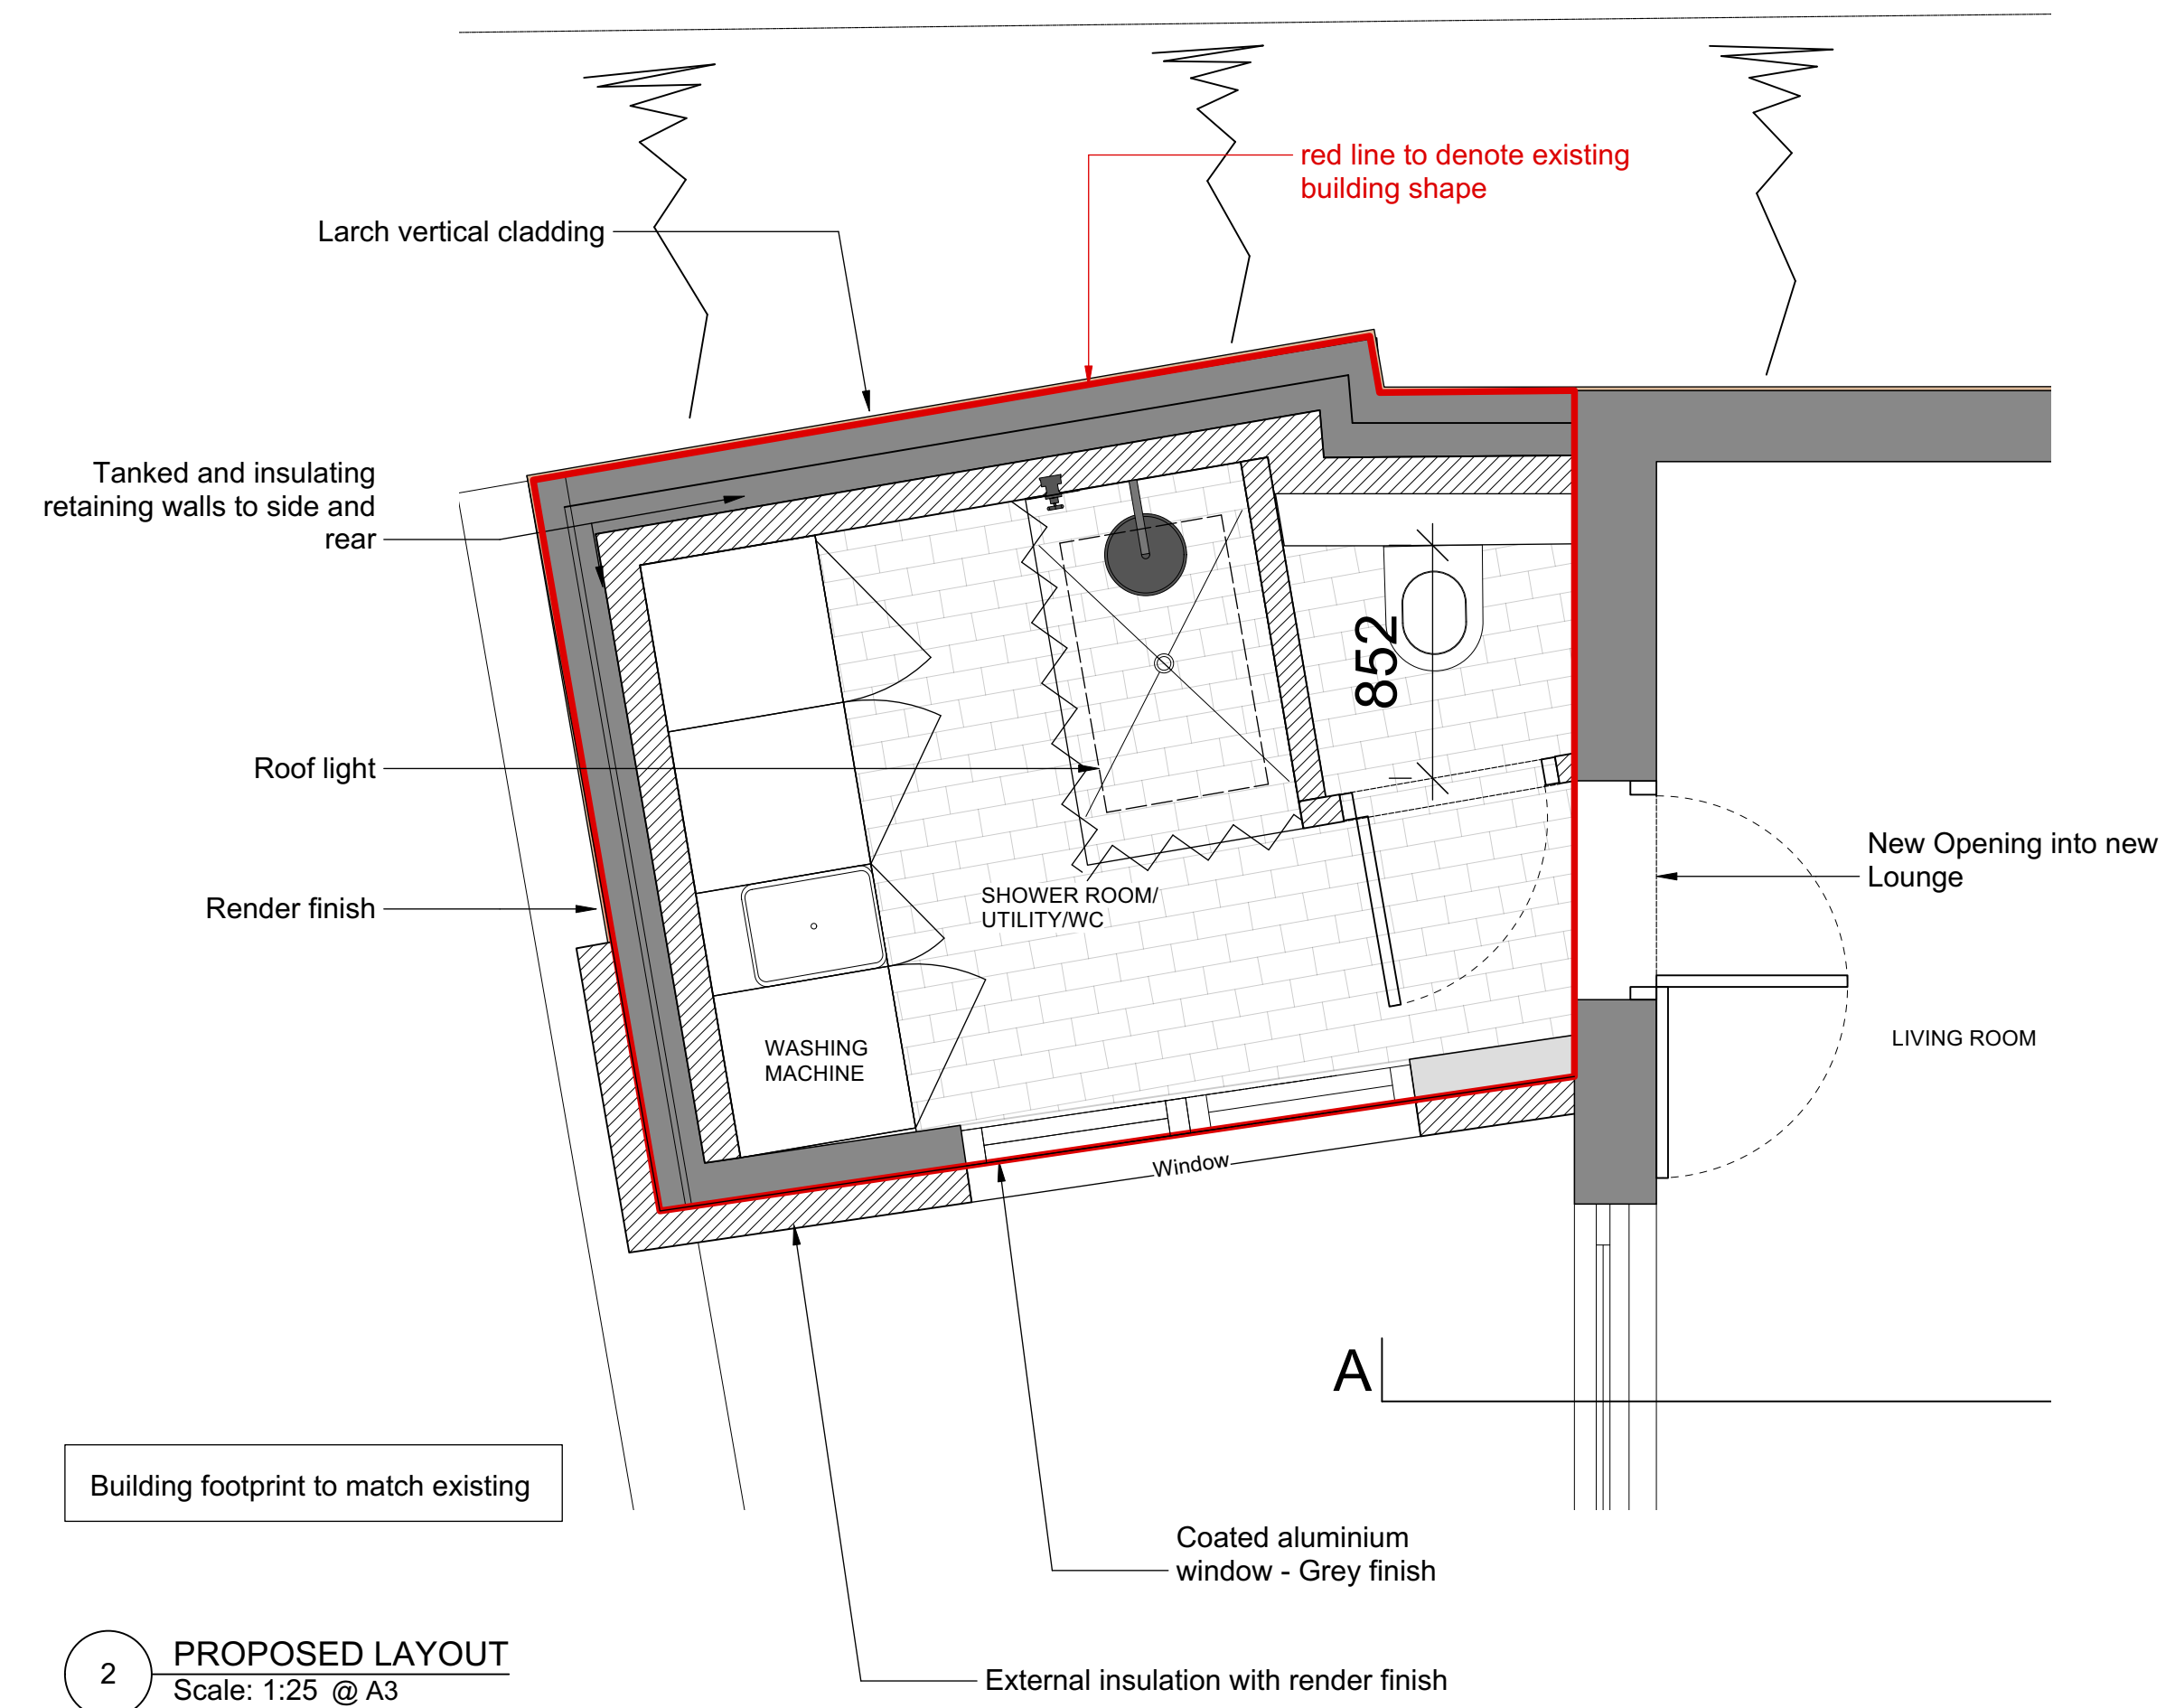 red line to denote existing
building shape
Larch vertical cladding
Tanked and insulating
retaining walls to side and
rear
852
Roof light
New Opening into new
Lounge
SHOWER ROOM/
UTILITY/WC
Render finish
WASHING
MACHINE
LIVING ROOM
Window
A
Building footprint to match existing
Coated aluminium
window - Grey finish
2
PROPOSED LAYOUT
Scale: 1:25 @ A3
External insulation with render finish